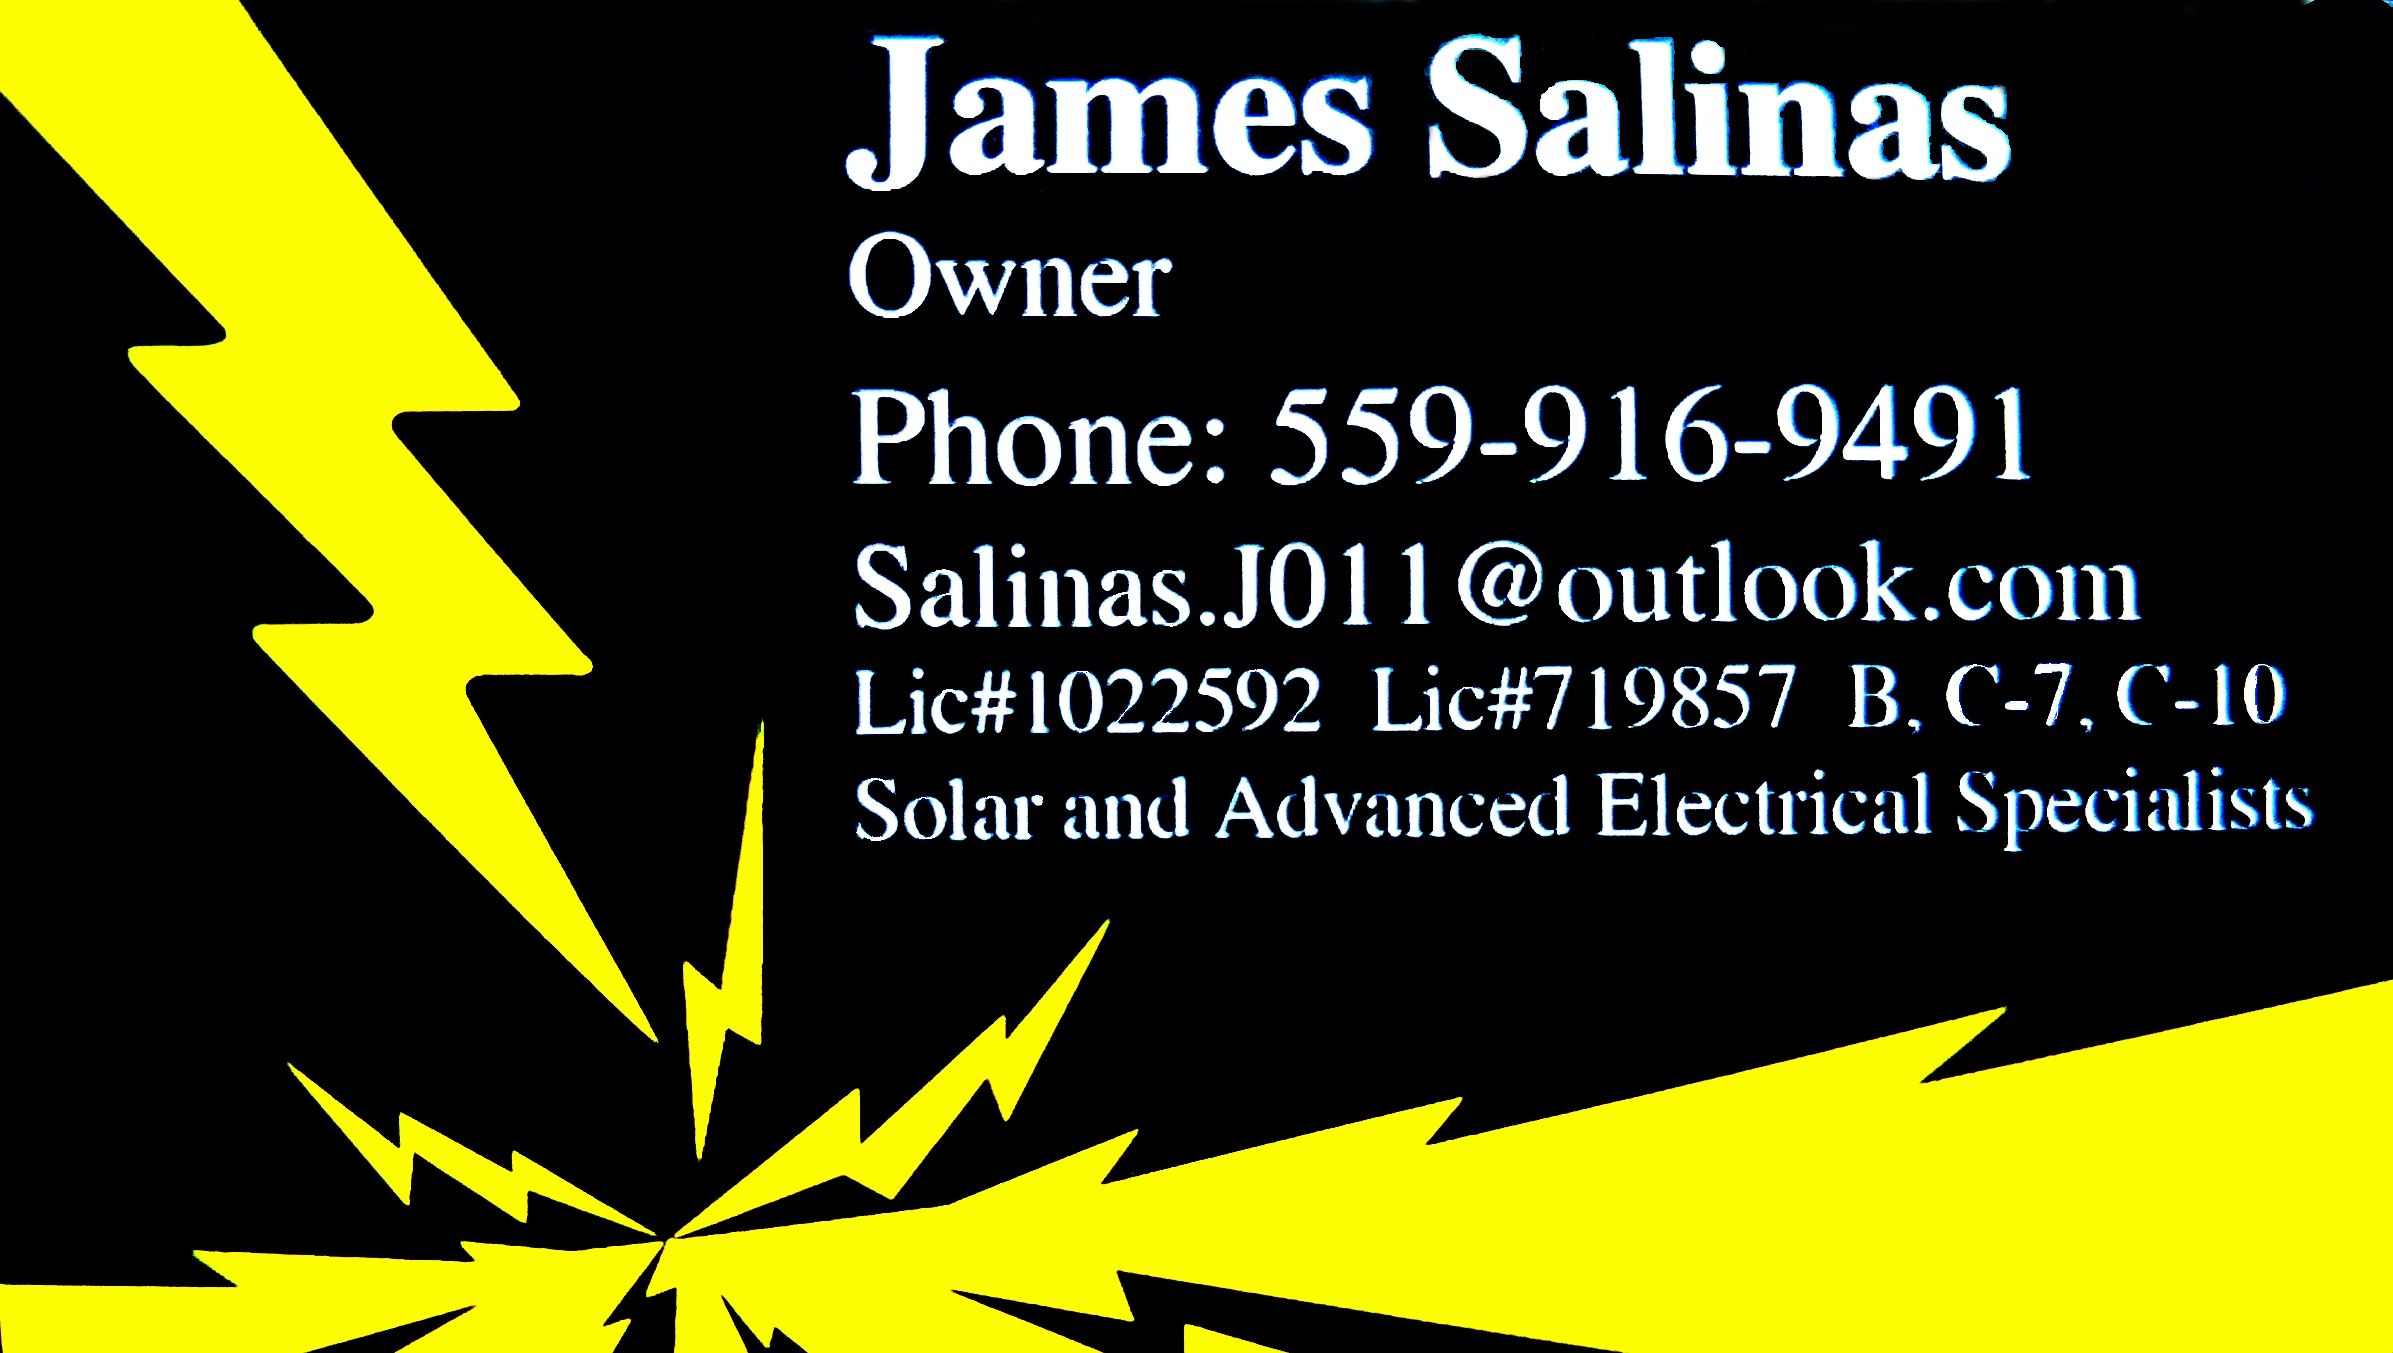 James Salinas
Owner
Phone: 559-916-9491
Salinas.J011@outlook.com
Lic#1022592 Lic#719857 B, C-7, C-10
Solar and Advanced Electrical Specialists